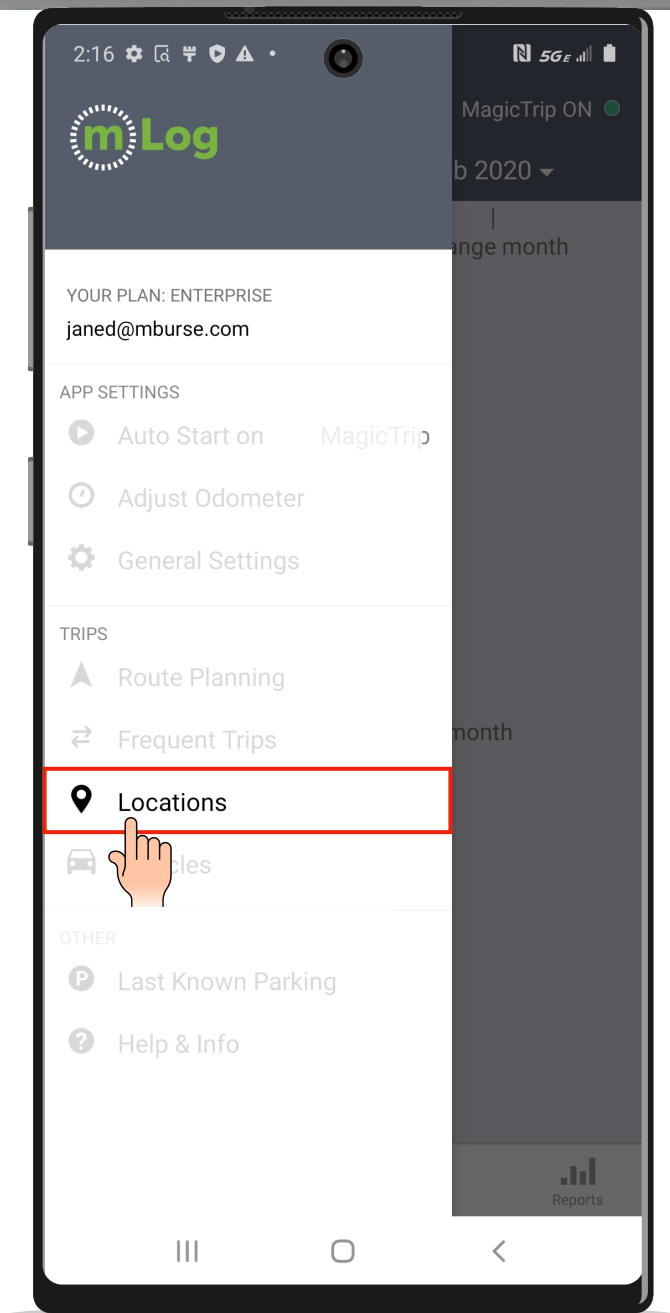 2:16
5G E
mLog
MagicTrip ON
b 2020
ange month
YOUR PLAN: ENTERPRISE
janed@mburse.com
APP SETTINGS
Auto Start on MagicTrip
Adjust Odometer
General Settings
TRIPS
Route Planning
Frequent Trips
month
Locations
cles
OTHER
P
Last Known Parking
?
Help & Info
Reports